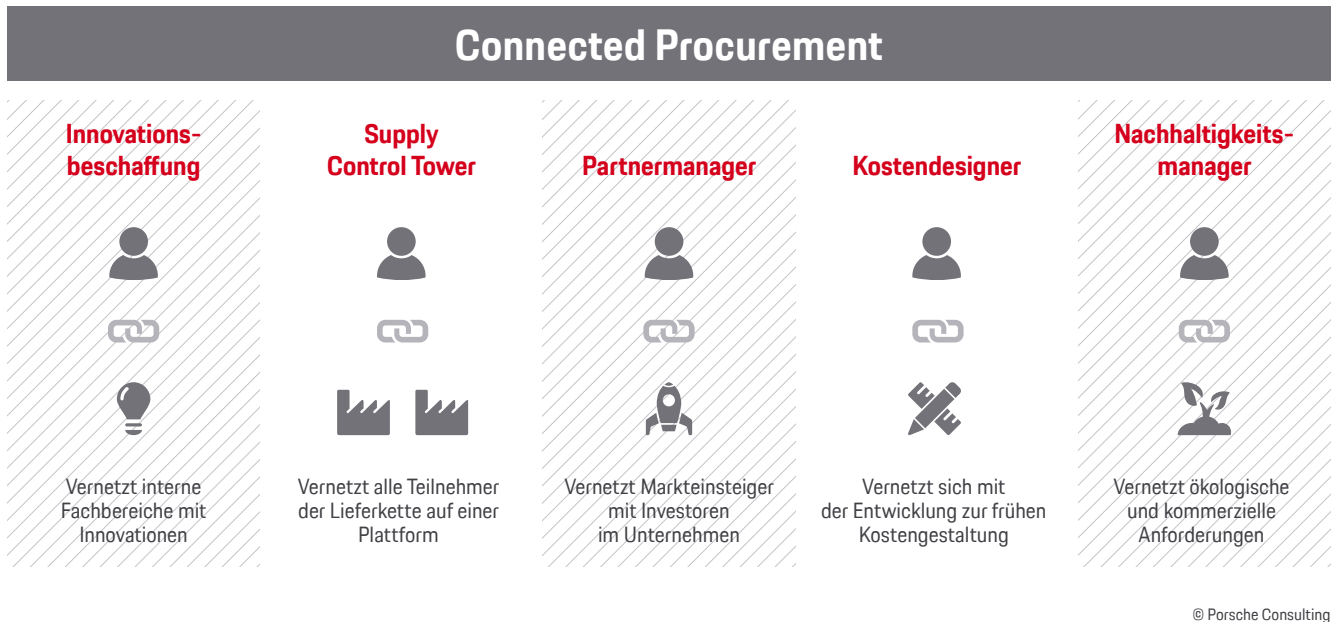 Connected Procurement
Innovations-
beschaffung
Vernetzt interne
Fachbereiche mit
Innovationen
Supply
Control Tower
Vernetzt alle Teilnehmer
der Lieferkette auf einer
Plattform
Partnermanager
Vernetzt Markteinsteiger
mit Investoren
im Unternehmen
Kostendesigner
Vernetzt sich mit
der Entwicklung zur frühen
Kostengestaltung
Nachhaltigkeits-
manager
Vernetzt ökologische
und kommerzielle
Anforderungen
© Porsche Consulting